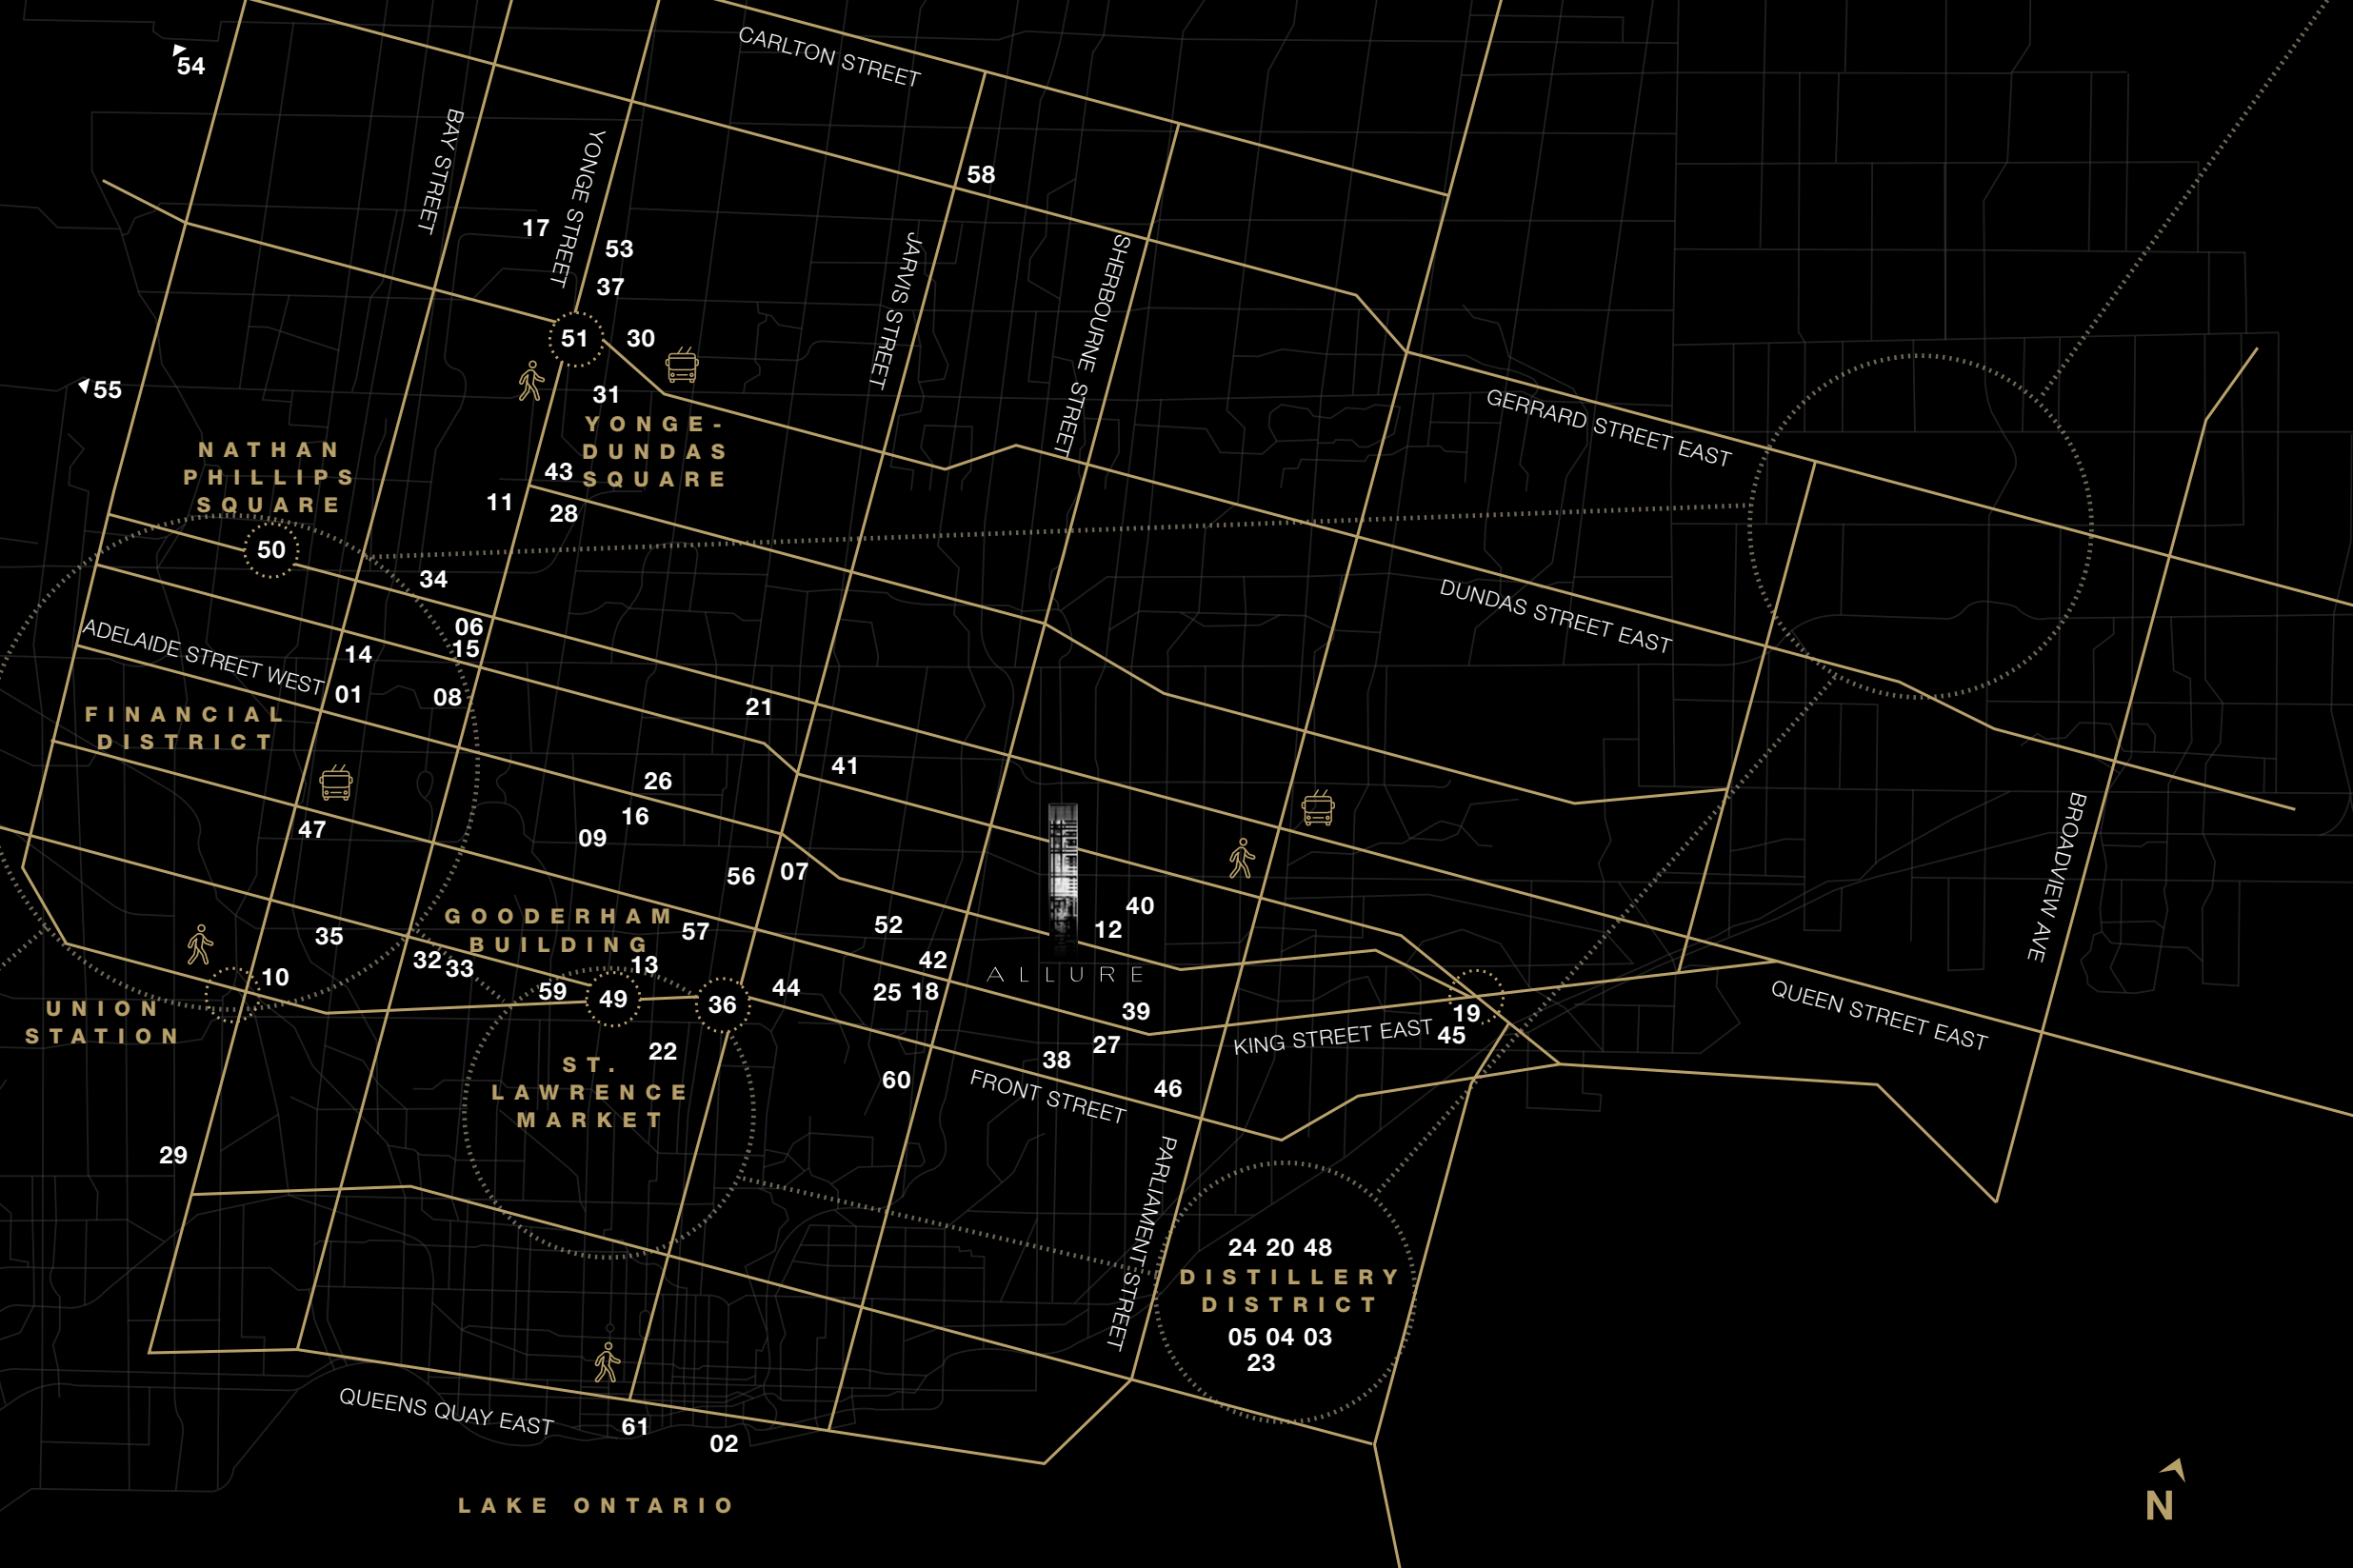 CARLTON STREET
54
BAY STREET
YONGE STREET
58
17
53
JARVIS STREET
SHERBOURNE STREET
37
51
30
55
31
GERRARD STREET EAST
YONGE-
DUNDAS
SQUARE
NATHAN
PHILLIPS
SQUARE
43
11
28
50
34
DUNDAS STREET EAST
06
15
ADELAIDE STREET WEST
14
01
08
21
FINANCIAL
DISTRICT
41
26
16
09
47
BROADVIEW AVE
56
07
40
12
52
57
GOODERHAM
BUILDING
35
32
33
13
42
ALLURE
10
59
49
36
44
25
18
39
19
45
QUEEN STREET EAST
UNION
STATION
KING STREET EAST
22
27
38
60
46
FRONT STREET
ST.
LAWRENCE
MARKET
29
PARLIAMENT STREET
24 20 48
DISTILLERY
DISTRICT
05 04 03
23
QUEENS QUAY EAST
61
02
LAKE ONTARIO
N